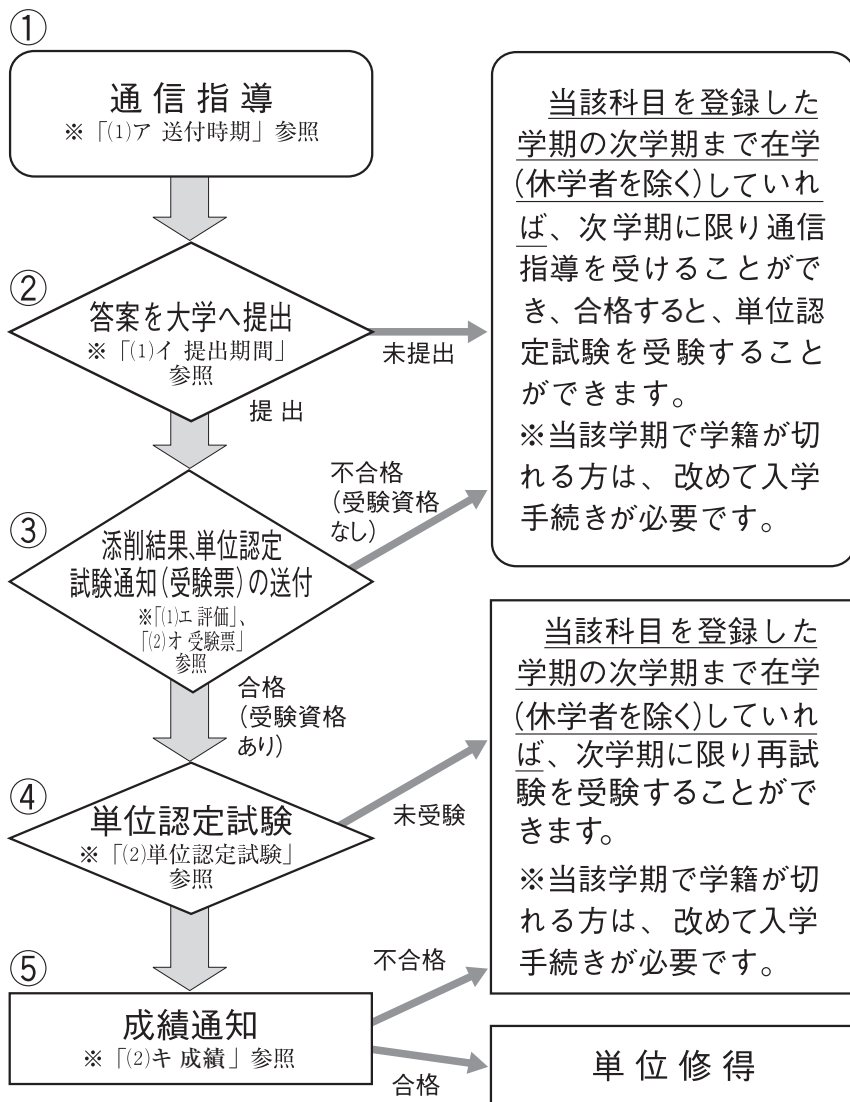 ①
通信指導
※「(1)ア 送付時期」参照
②
答案を大学へ提出
※「(1)イ 提出期間」
参照
未提出
提出
③
添削結果、単位認定
試験通知(受験票)の送付
※「(1)エ 評価」、
「(2)オ 受験票」
参照
不合格
(受験資格
なし)
合格
(受験資格
あり)
当該科目を登録した
学期の次学期まで在学
(休学者を除く)していれ
ば、次学期に限り通信
指導を受けることがで
き、合格すると、単位認
定試験を受験すること
ができます。
※当該学期で学籍が切
れる方は、改めて入学
手続きが必要です。
④
単位認定試験
※「(2)単位認定試験」
参照
未受験
⑤
成績通知
※「(2)キ 成績」参照
不合格
合格
当該科目を登録した
学期の次学期まで在学
(休学者を除く)していれ
ば、次学期に限り再試
験を受験することがで
きます。
※当該学期で学籍が切
れる方は、改めて入学
手続きが必要です。
単位修得